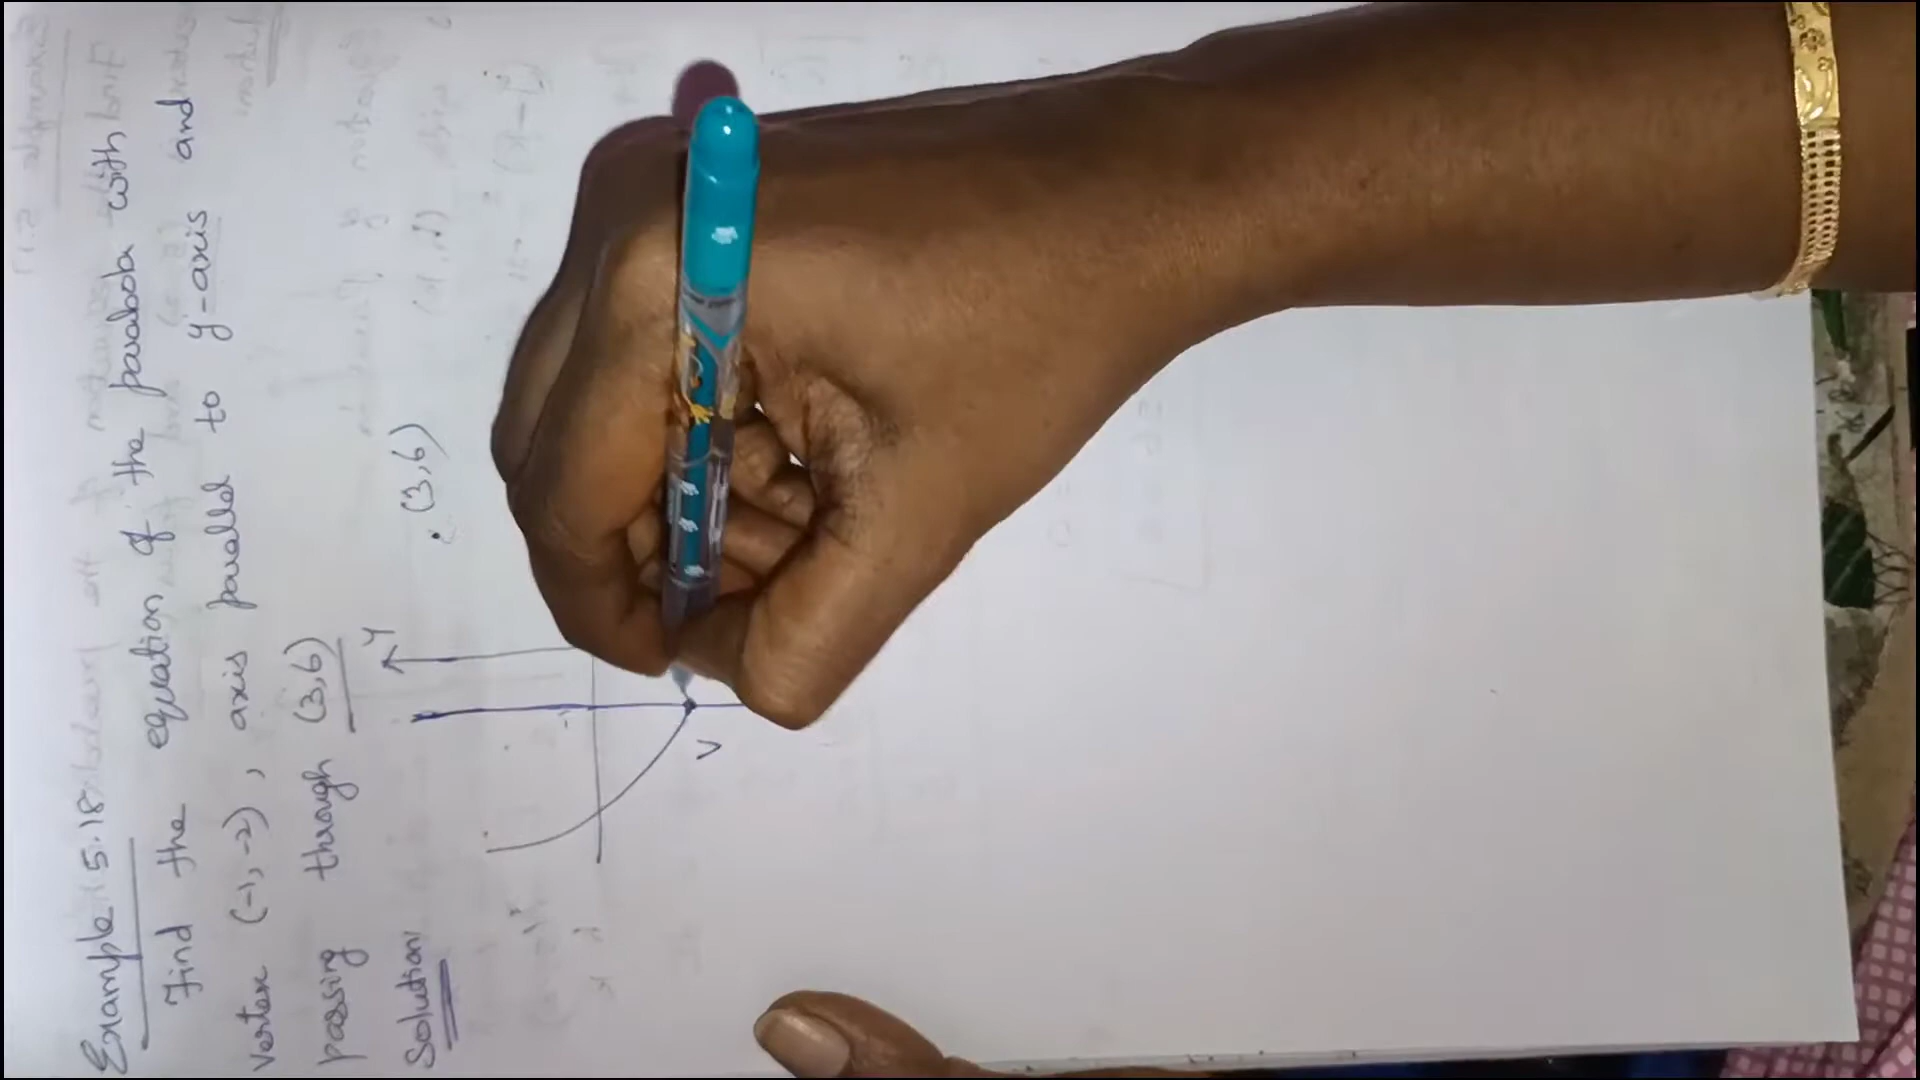 Example 5.18
Find the equation of the parabola with
vertex (-1,-2), axis parallel to y-axis and
passing through (3,6)
Solution
Y
(3,6)
-1
V